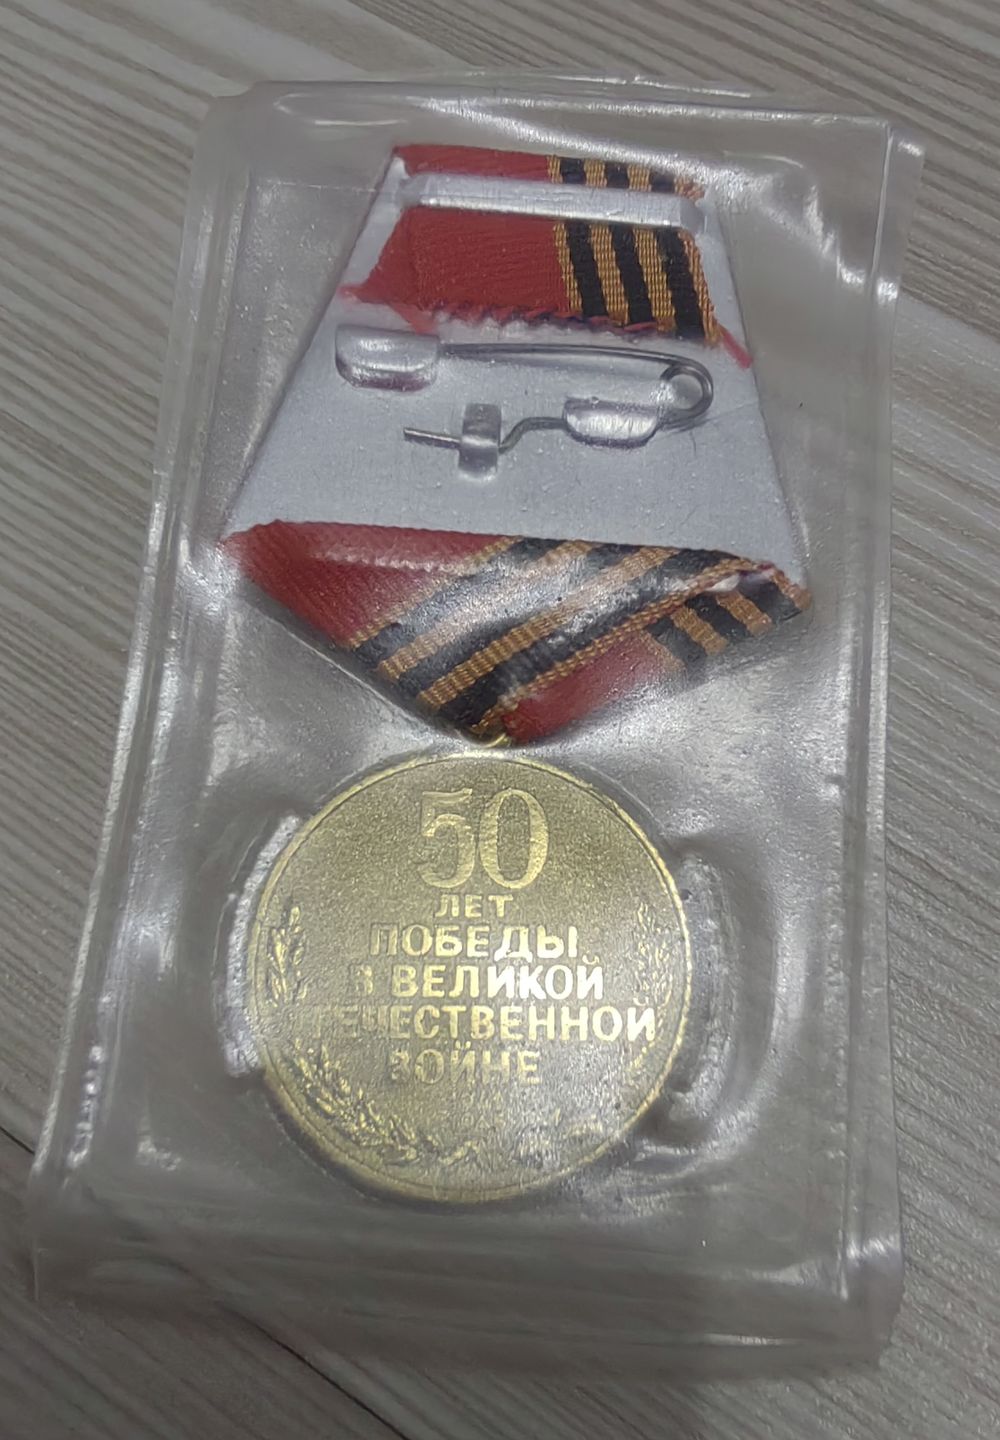 50
ЛЕТ
ПОБЕДЫ
В ВЕЛИКОЙ
ОТЕЧЕСТВЕННОЙ
ВОЙНЕ